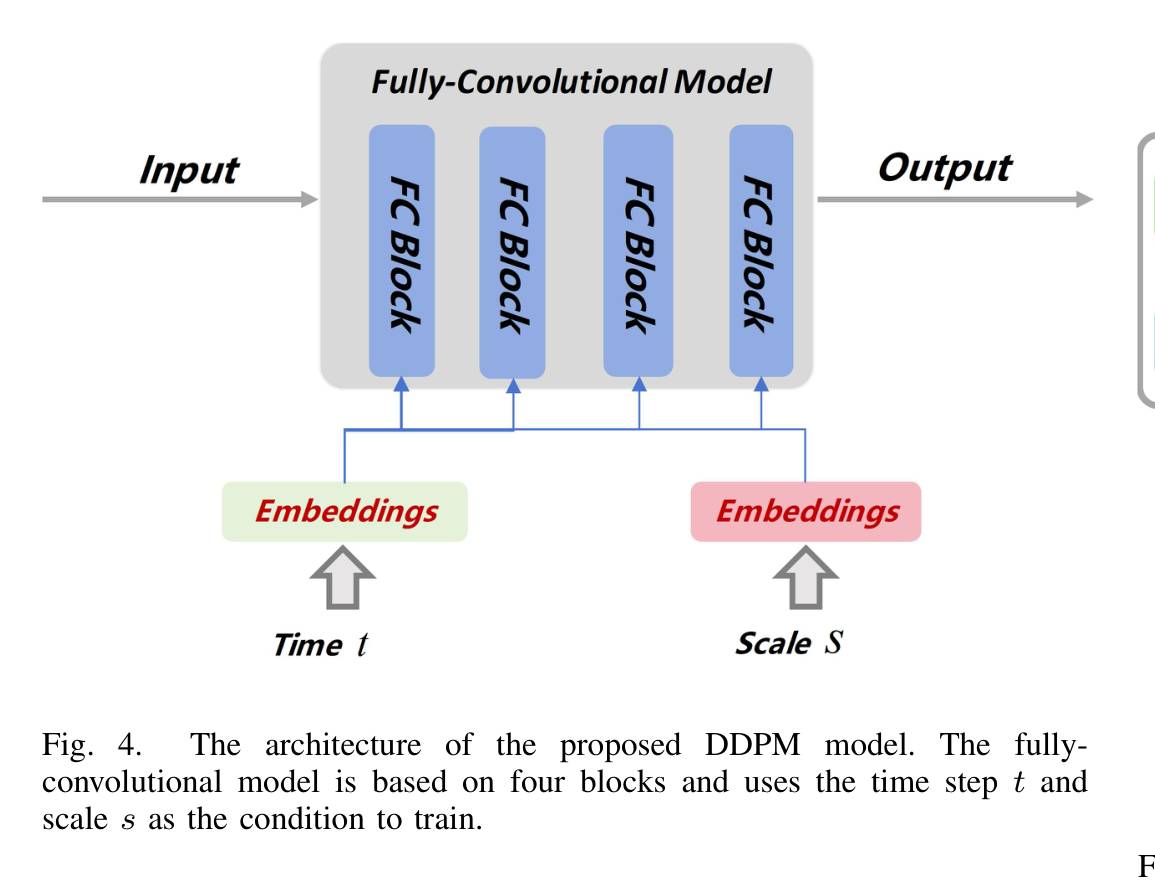 Fully-Convolutional Model
Input
FC Block
FC Block
FC Block
FC Block
Output
Embeddings
Embeddings
Time t
Scale S
Fig. 4. The architecture of the proposed DDPM model. The fully-
convolutional model is based on four blocks and uses the time step t and
scale s as the condition to train.
F